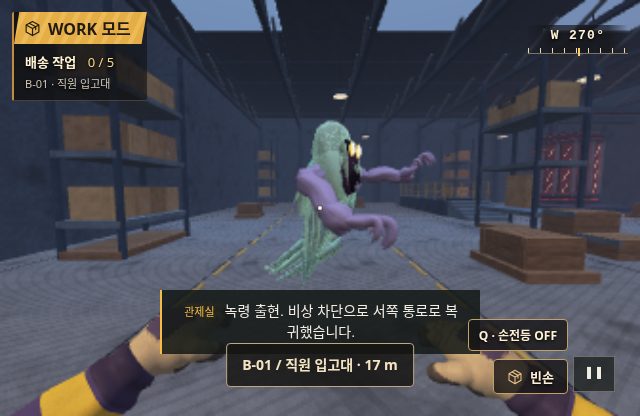 WORK 모드
배송 작업 0 / 5
B-01 · 직원 입고대
W 270°
관제실 녹령 출현. 비상 차단으로 서쪽 통로로 복
귀했습니다.
Q · 손전등 OFF
B-01 / 직원 입고대 · 17 m
빈손